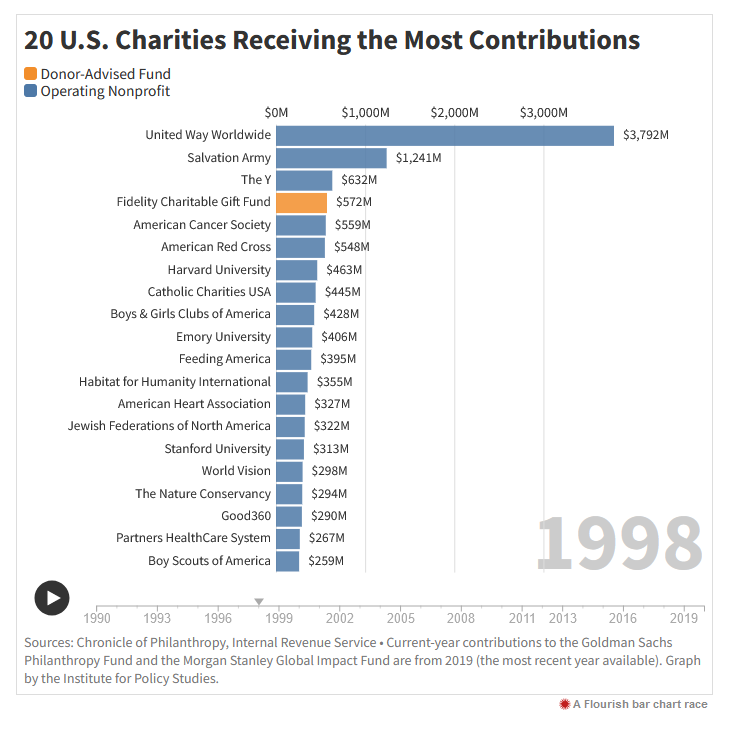 20 U.S. Charities Receiving the Most Contributions
Donor-Advised Fund
Operating Nonprofit
$0M $1,000M $2,000M $3,000M
United Way Worldwide $3,792M
Salvation Army $1,241M
The Y $632M
Fidelity Charitable Gift Fund $572M
American Cancer Society $559M
American Red Cross $548M
Harvard University $463M
Catholic Charities USA $445M
Boys & Girls Clubs of America $428M
Emory University $406M
Feeding America $395M
Habitat for Humanity International $355M
American Heart Association $327M
Jewish Federations of North America $322M
Stanford University $313M
World Vision $298M
The Nature Conservancy $294M
Good360 $290M
Partners HealthCare System $267M
Boy Scouts of America $259M
1998
1990 1993 1996 1999 2002 2005 2008 2011 2013 2016 2019
Sources: Chronicle of Philanthropy, Internal Revenue Service • Current-year contributions to the Goldman Sachs
Philanthropy Fund and the Morgan Stanley Global Impact Fund are from 2019 (the most recent year available). Graph
by the Institute for Policy Studies.
A Flourish bar chart race